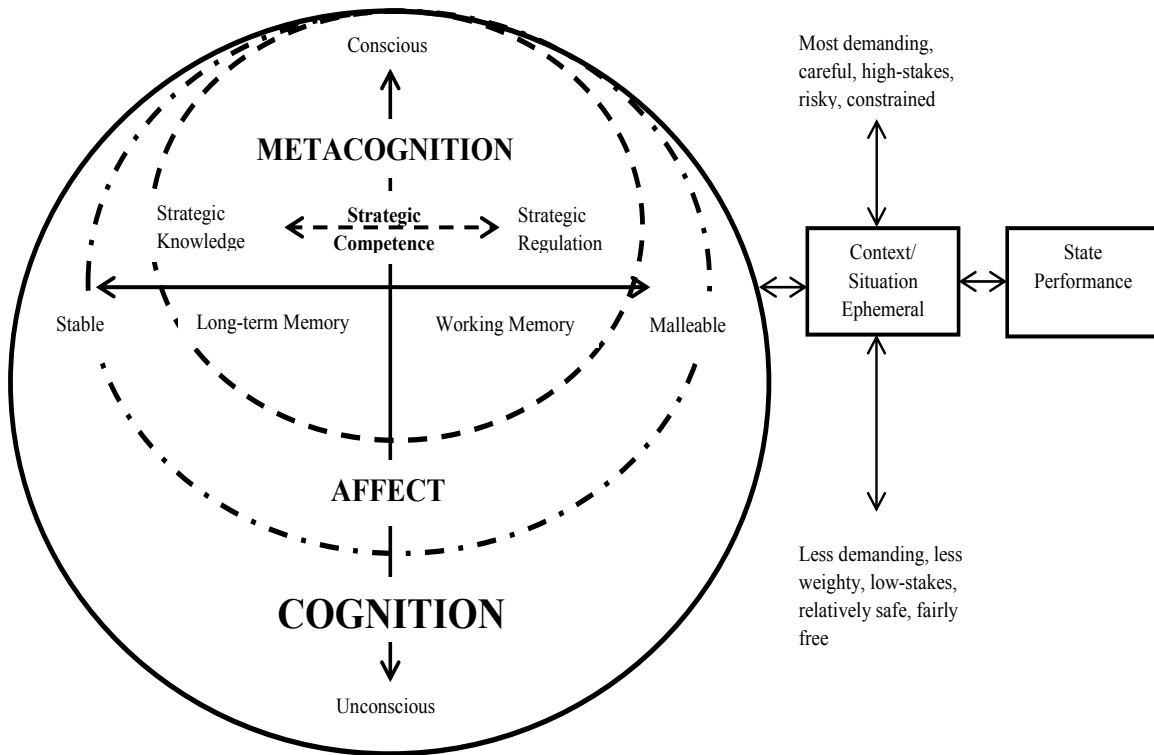 Conscious
METACOGNITION
Strategic
Knowledge
Strategic
Competence
Strategic
Regulation
Stable
Long-term Memory
Working Memory
Malleable
AFFECT
COGNITION
Unconscious
Most demanding,
careful, high-stakes,
risky, constrained
Context/
Situation
Ephemeral
State
Performance
Less demanding, less
weighty, low-stakes,
relatively safe, fairly
free